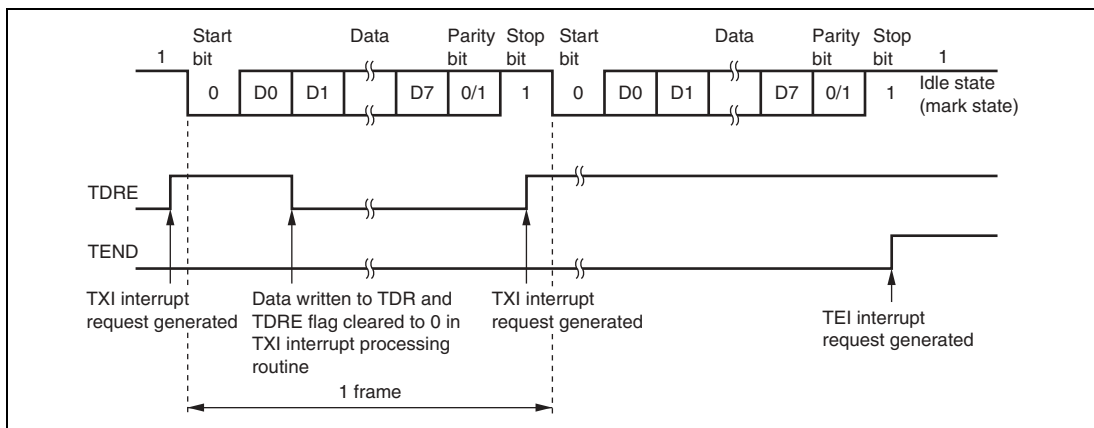 Start Data Parity Stop Start Data Parity Stop
1 bit bit bit bit bit bit 1
0 D0 D1 D7 0/1 1 0 D0 D1 D7 0/1 1 Idle state
(mark state)
TDRE
TEND
TXI interrupt
request generated
Data written to TDR and
TDRE flag cleared to 0 in
TXI interrupt processing
routine
TXI interrupt
request generated
TEI interrupt
request generated
1 frame